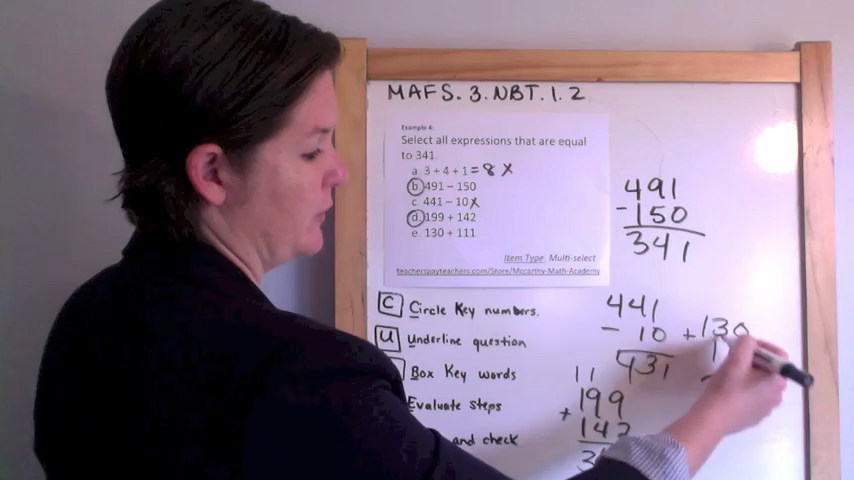 MAFS.3.NBT.1.2
Example 4:
Select all expressions that are equal
to 341.
a. 3 + 4 + 1 = 8 X
b. 491 – 150
c. 441 – 10 X
d. 199 + 142
e. 130 + 111
Item Type: Multi-select
teacherspayteachers.com/Store/Mccarthy-Math-Academy
491
-150
341
C Circle Key numbers.
U Underline question
Box Key words
Evaluate steps
and check
441
- 10
431
11
199
+ 142
3
+130
1